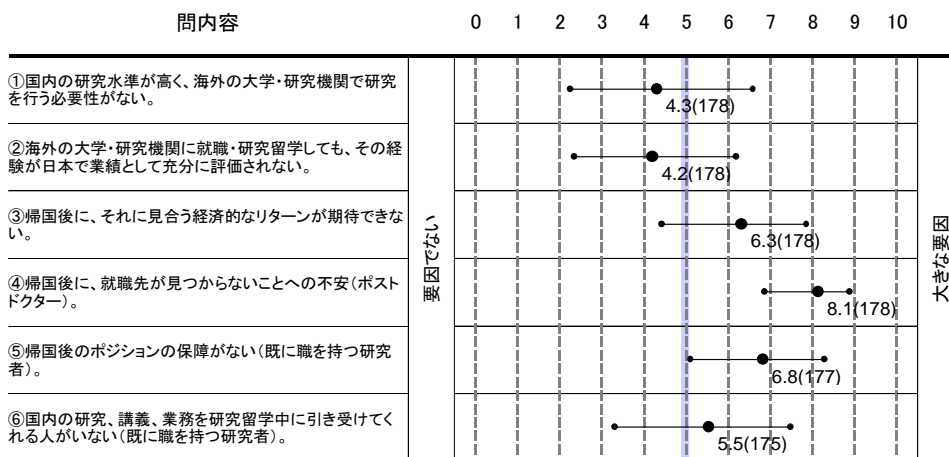 問内容
0 1 2 3 4 5 6 7 8 9 10
①国内の研究水準が高く、海外の大学・研究機関で研究
を行う必要性がない。
4.3(178)
②海外の大学・研究機関に就職・研究留学しても、その経
験が日本で業績として充分に評価されない。
4.2(178)
③帰国後に、それに見合う経済的なリターンが期待できな
い。
6.3(178)
要因でない
大きな要因
④帰国後に、就職先が見つからないことへの不安(ポスト
ドクター)。
8.1(178)
⑤帰国後のポジションの保障がない(既に職を持つ研究
者)。
6.8(177)
⑥国内の研究、講義、業務を研究留学中に引き受けてく
れる人がいない(既に職を持つ研究者)。
5.5(175)